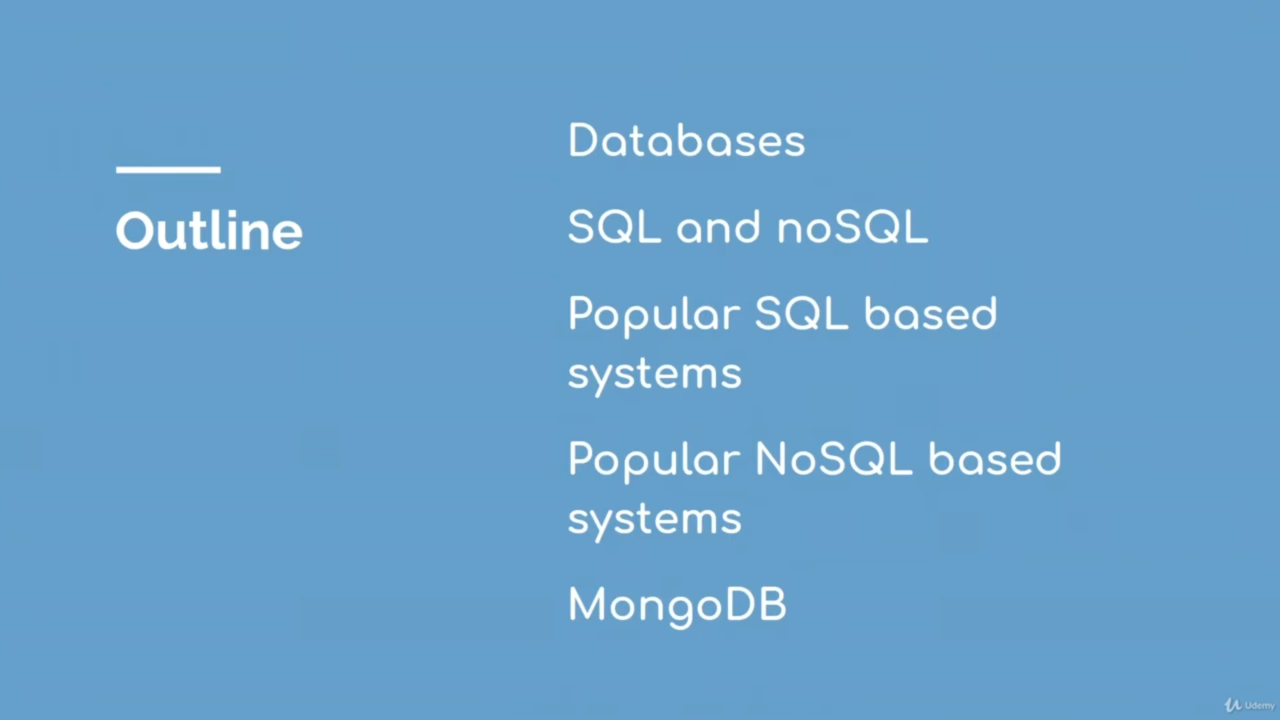 Outline
Databases
SQL and noSQL
Popular SQL based
systems
Popular NoSQL based
systems
MongoDB
Udemy